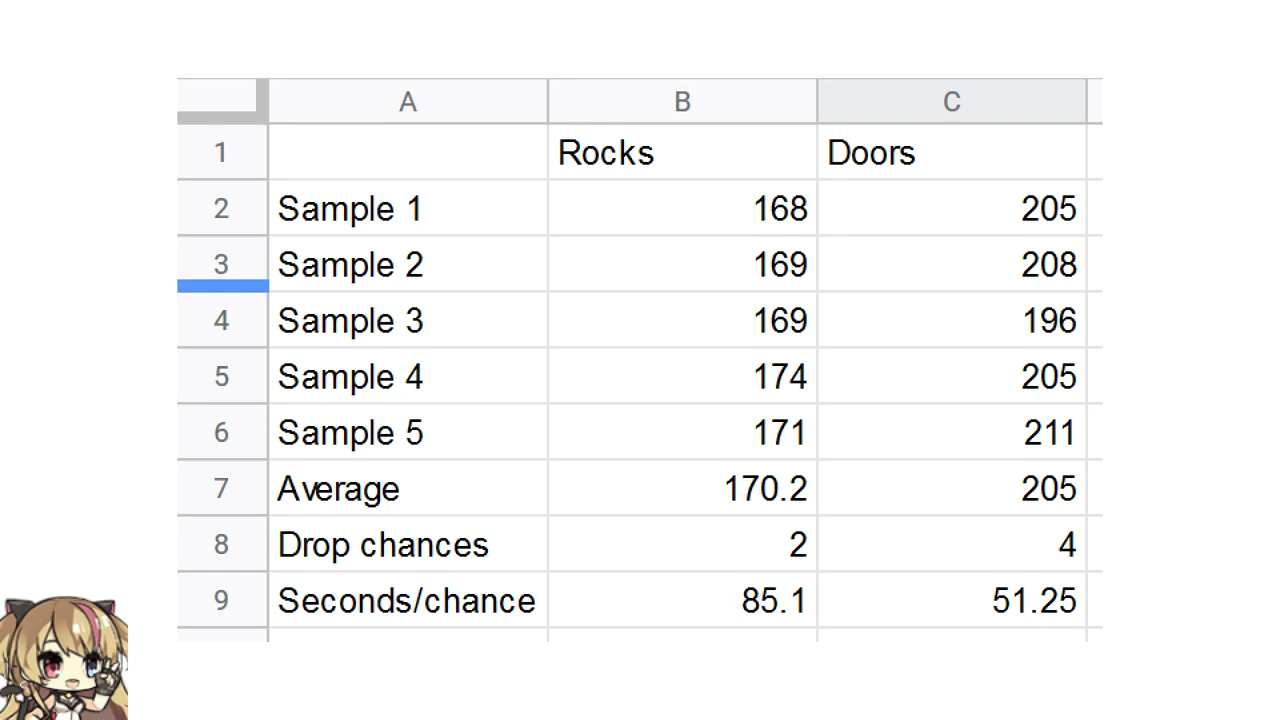 A B C
1 Rocks Doors
2 Sample 1 168 205
3 Sample 2 169 208
4 Sample 3 169 196
5 Sample 4 174 205
6 Sample 5 171 211
7 Average 170.2 205
8 Drop chances 2 4
9 Seconds/chance 85.1 51.25